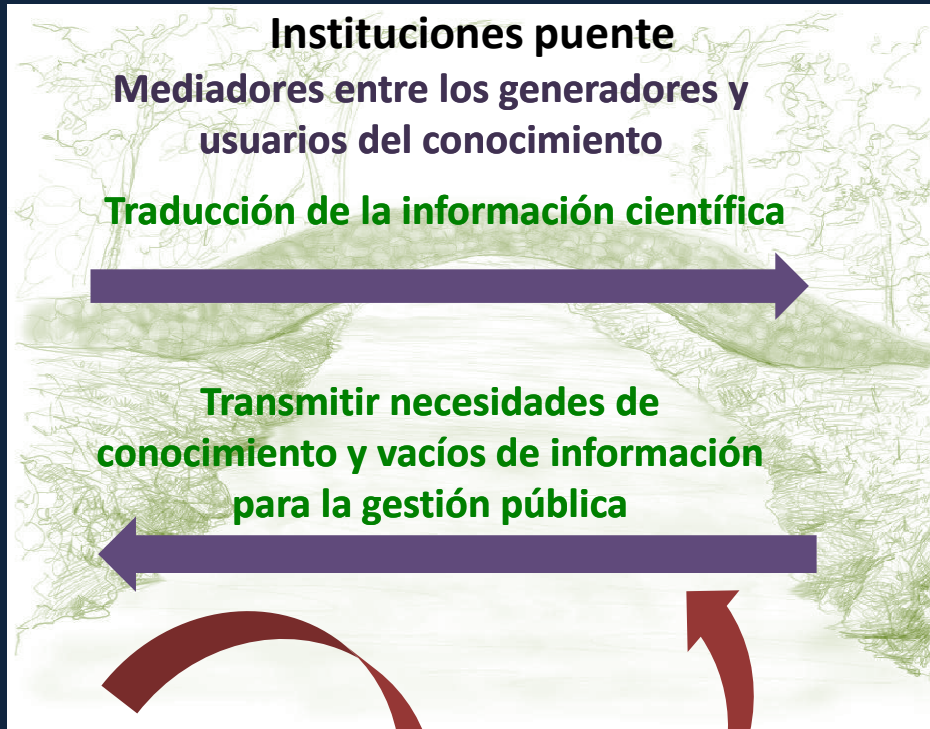 Instituciones puente
Mediadores entre los generadores y
usuarios del conocimiento
Traducción de la información científica
Transmitir necesidades de
conocimiento y vacíos de información
para la gestión pública